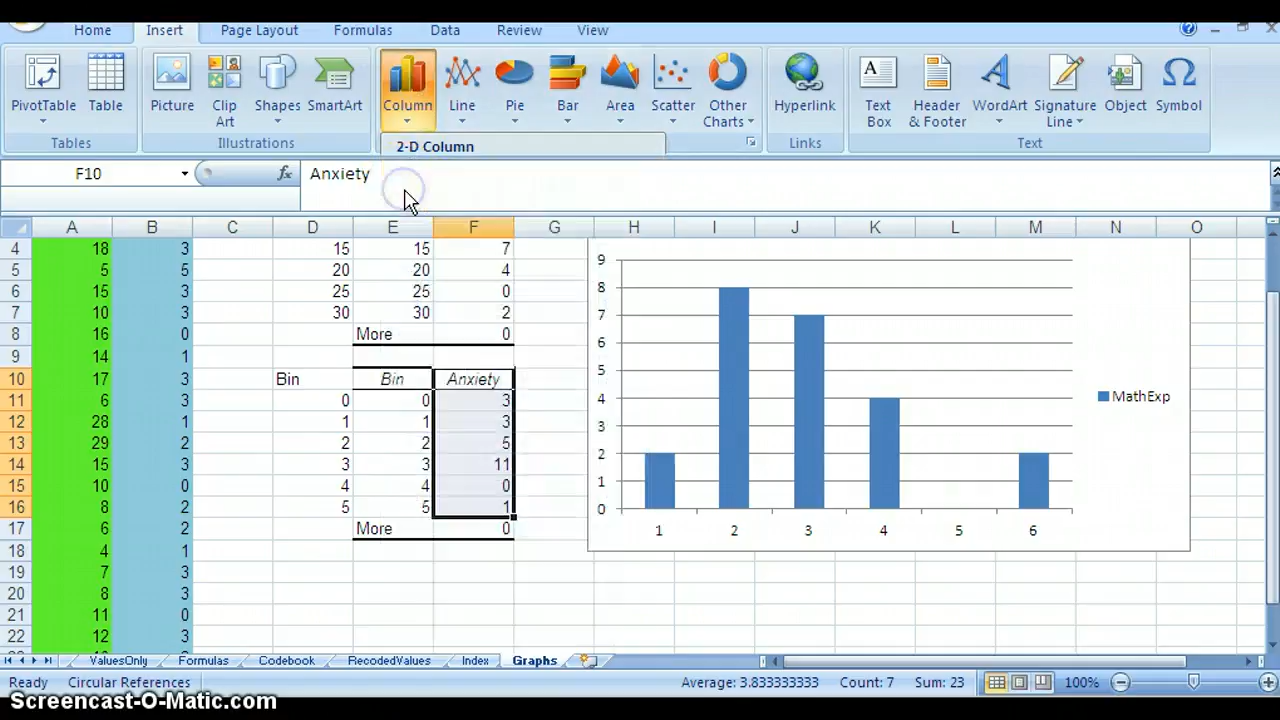 Home Insert Page Layout Formulas Data Review View
PivotTable Table Picture Clip Art Shapes SmartArt Column Line Pie Bar Area Scatter Other Charts Hyperlink Text Box Header & Footer WordArt Signature Line Object Symbol
Tables Illustrations Links Text
2-D Column
F10 fx Anxiety
A B C D E F G H I J K L M N O
4 18 3 15 15 7
5 5 5 20 20 4
6 15 3 25 25 0
7 10 3 30 30 2
8 16 0 More 0
9 14 1
10 17 3 Bin Bin Anxiety
11 6 3 0 0 3
12 28 1 1 1 3
13 29 2 2 2 5
14 15 3 3 3 11
15 10 0 4 4 0
16 8 2 5 5 1
17 6 2 More 0
18 4 1
19 7 3
20 8 3
21 11 0
22 12 3
9
8
7
6
5
4
3
2
1
0
1 2 3 4 5 6
MathExp
ValuesOnly Formulas Codebook RecodedValues Index Graphs
Ready Circular References Average: 3.833333333 Count: 7 Sum: 23 100%
Screencast-O-Matic.com